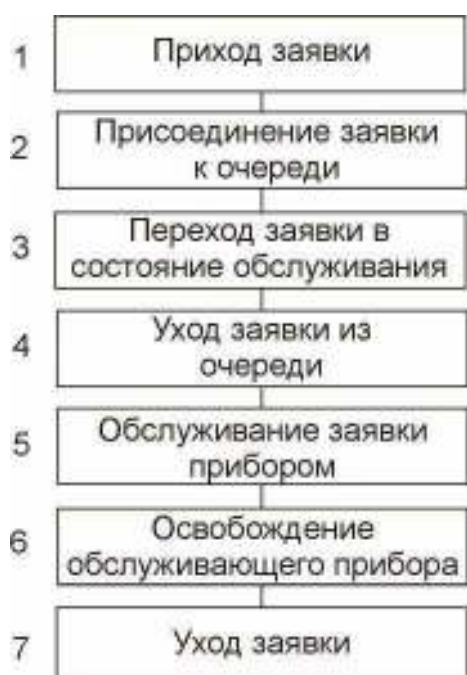 1 Приход заявки
2 Присоединение заявки
к очереди
3 Переход заявки в
состояние обслуживания
4 Уход заявки из
очереди
5 Обслуживание заявки
прибором
6 Освобождение
обслуживающего прибора
7 Уход заявки